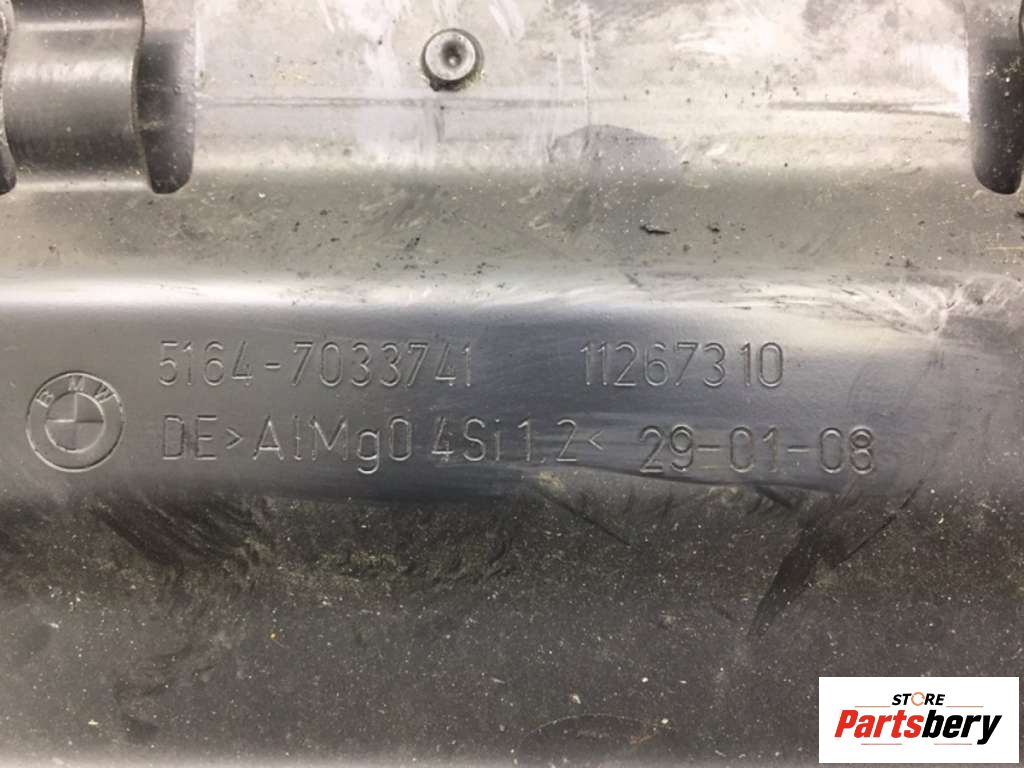 5164-7033741 11267310
BMW
DE>AlMg0.4Si1.2< 29-01-08
STORE
Partsbery